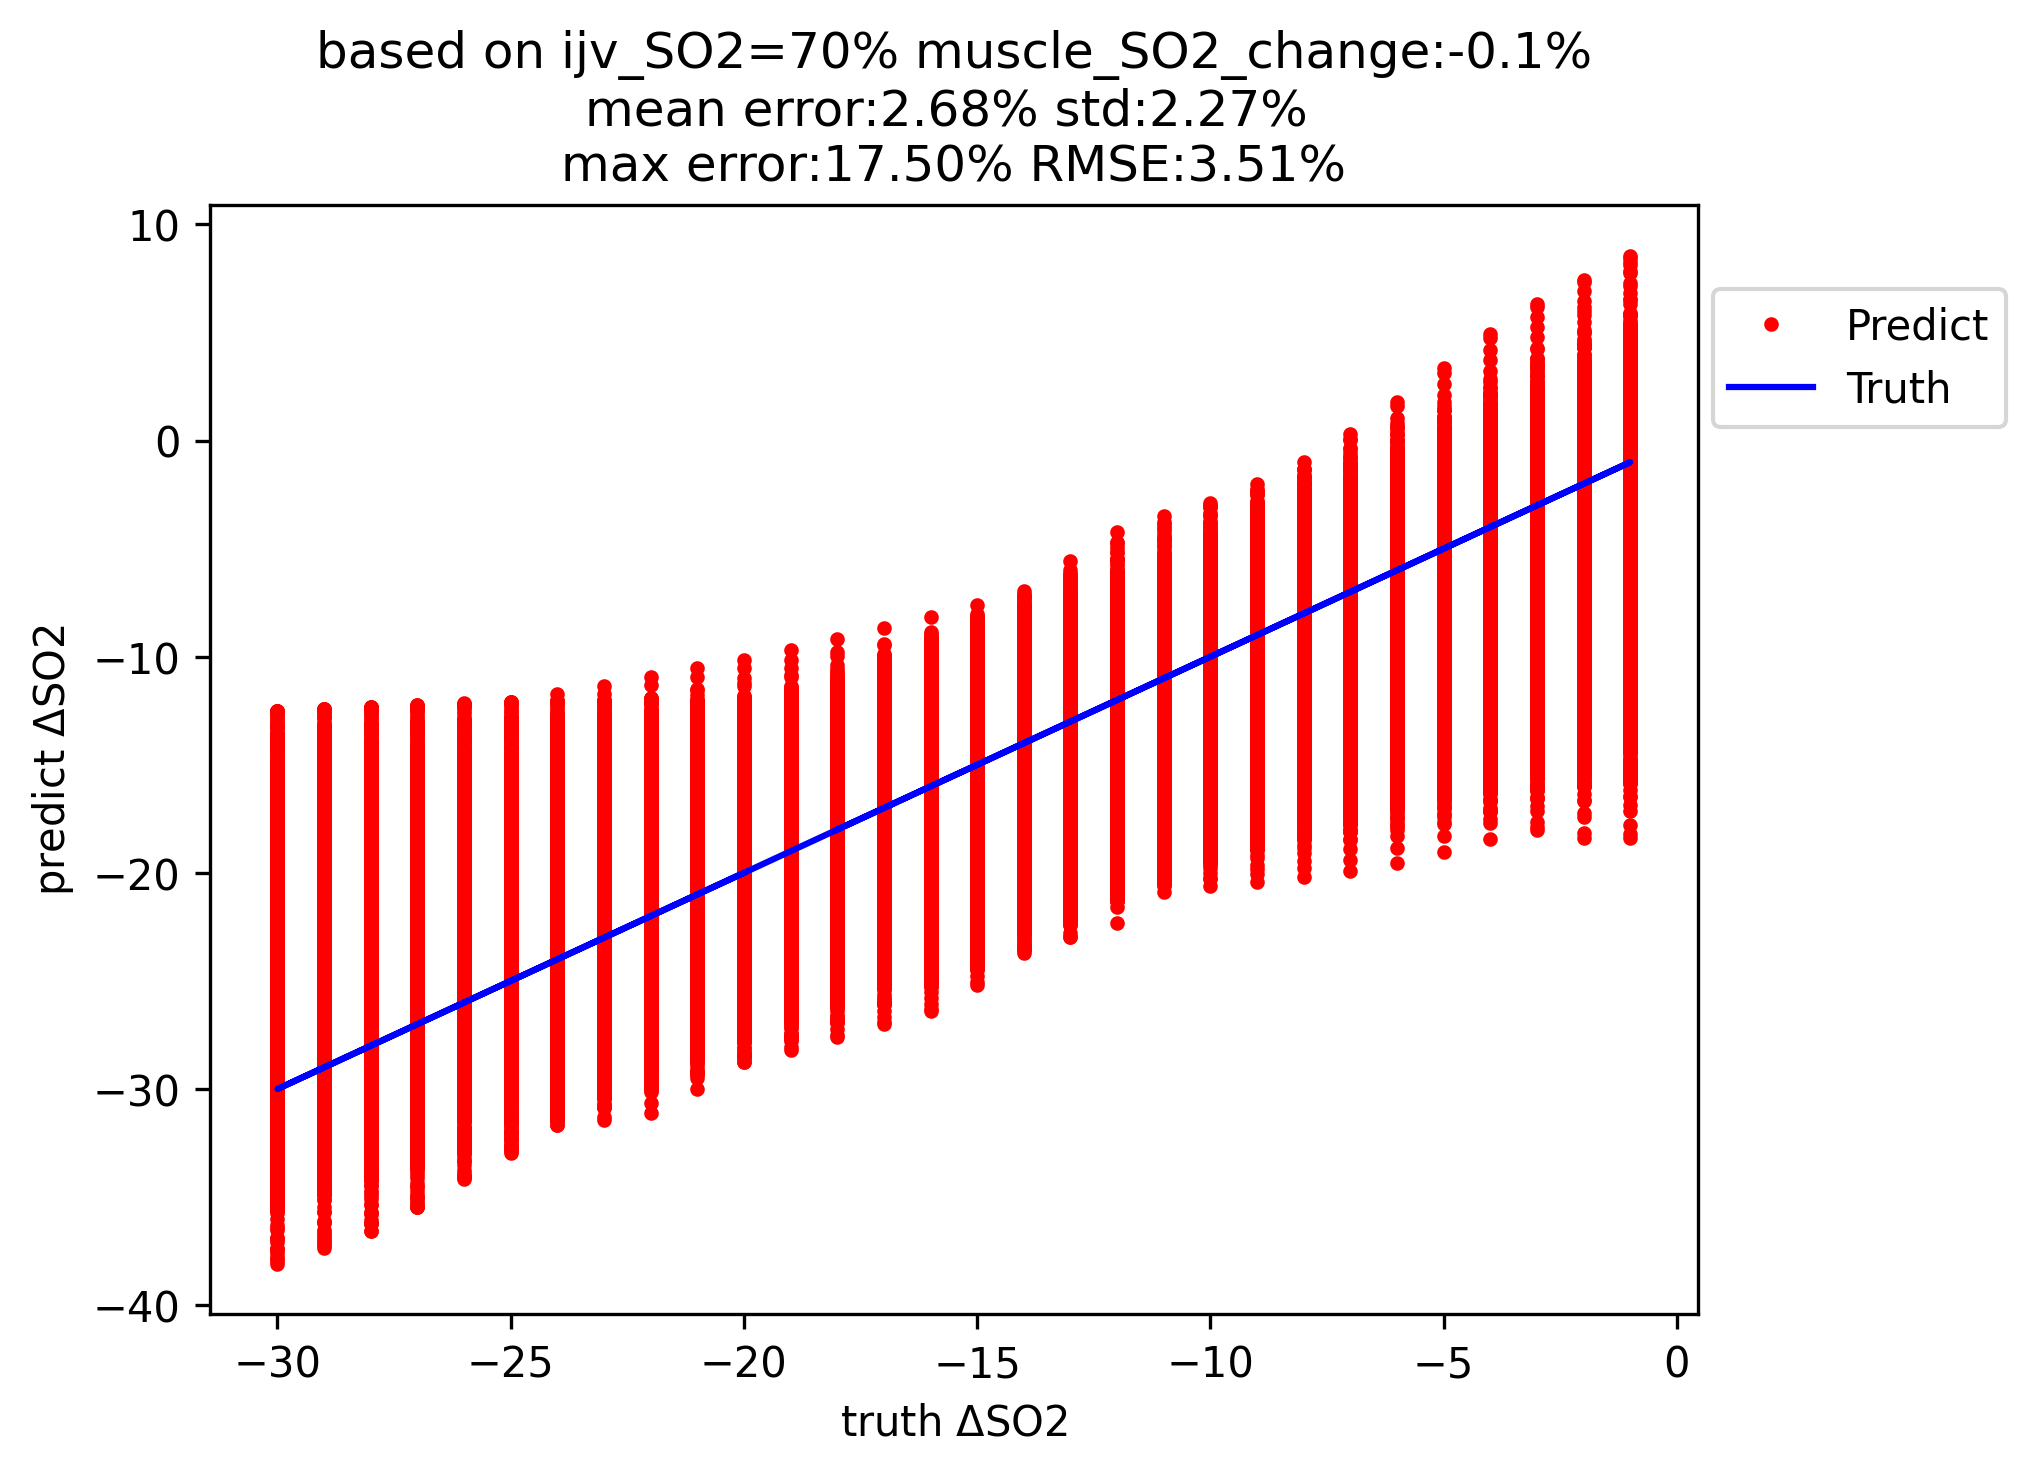 based on ijv_SO2=70% muscle_SO2_change:-0.1%
mean error:2.68% std:2.27%
max error:17.50% RMSE:3.51%
10
0
−10
−20
−30
−40
predict ΔSO2
−30
−25
−20
−15
−10
−5
0
truth ΔSO2
Predict
Truth